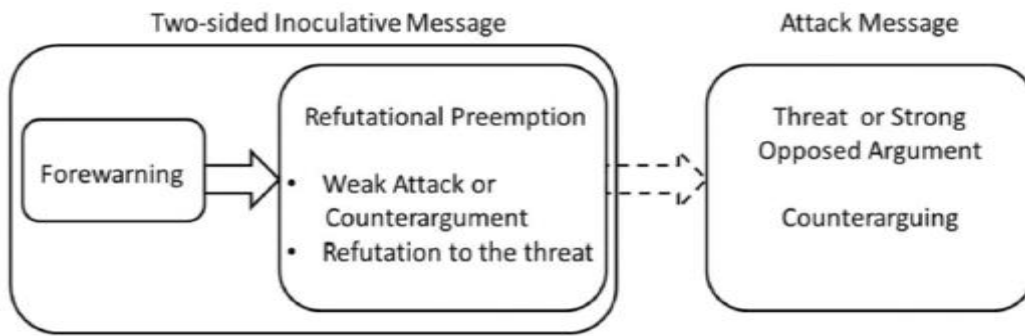 Two-sided Inoculative Message
Attack Message
Forewarning
Refutational Preemption
• Weak Attack or
Counterargument
• Refutation to the threat
Threat or Strong
Opposed Argument
Counterarguing